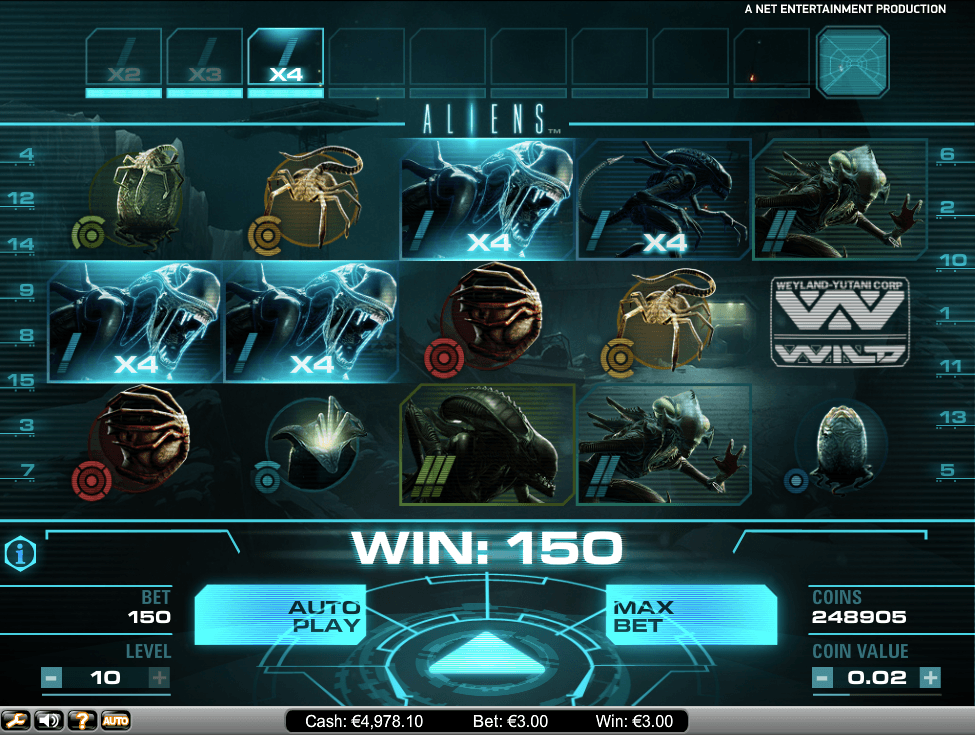 A NET ENTERTAINMENT PRODUCTION
X2 X3 X4
ALIENS™
4 6
12 2
14 X4 X4 10
9 WEYLAND-YUTANI CORP 1
8 X4 X4 WILD 11
15
3 13
7 5
WIN: 150
BET
150
AUTO
PLAY
MAX
BET
COINS
248905
LEVEL
- 10 +
COIN VALUE
- 0.02 +
i
? AUTO
Cash: €4,978.10 Bet: €3.00 Win: €3.00